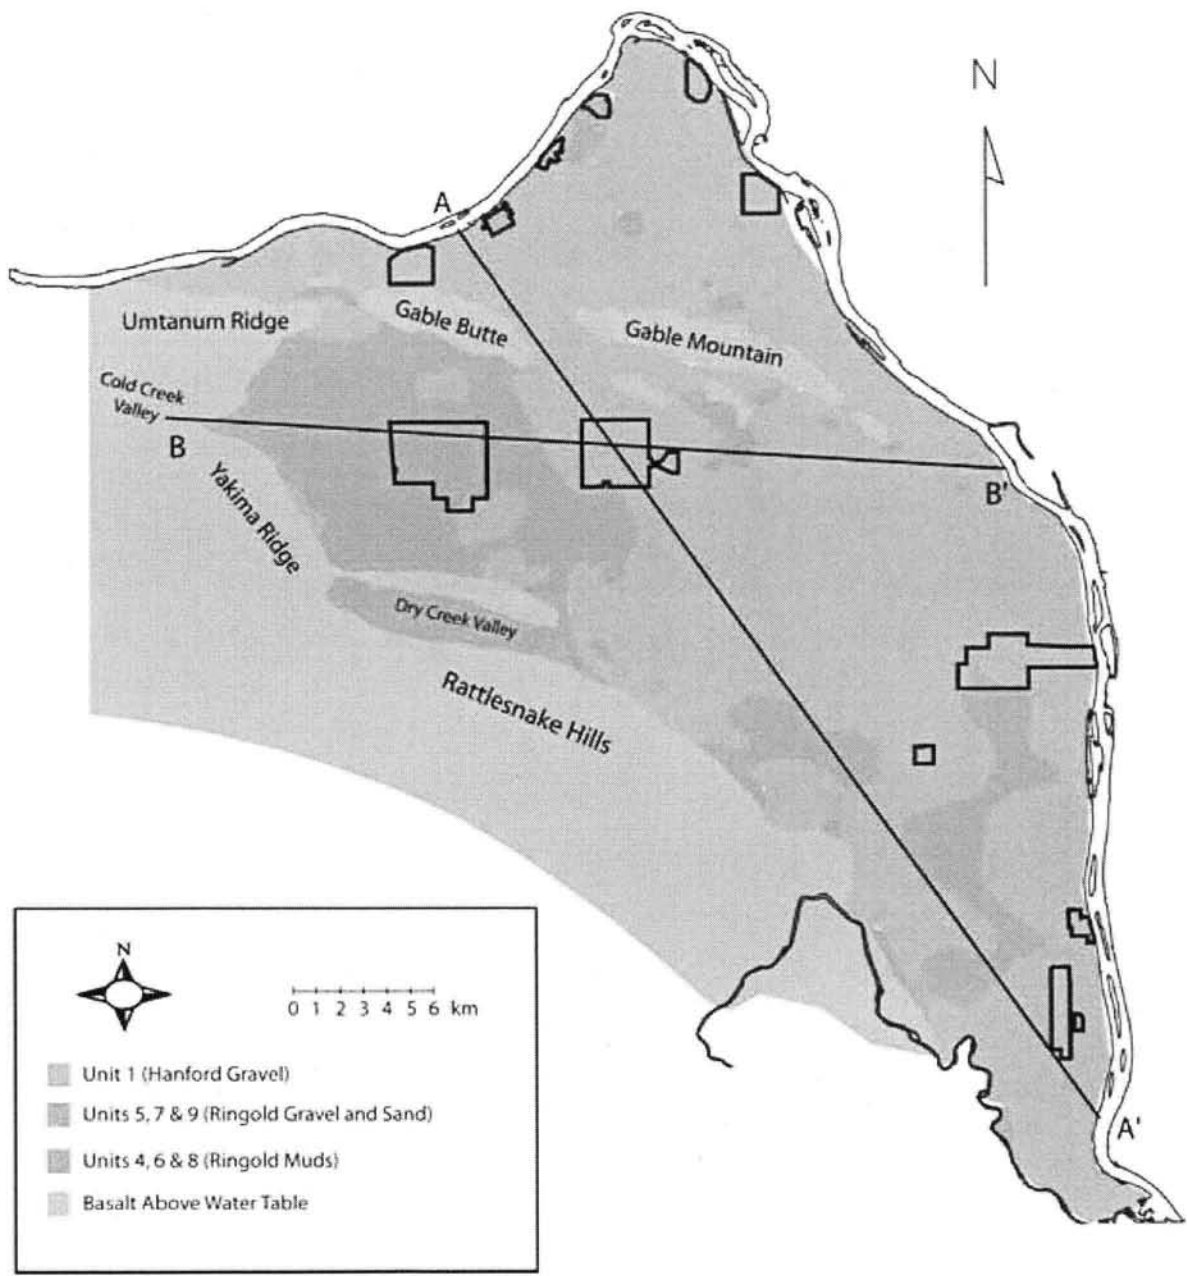 N
A
Umtanum Ridge
Gable Butte
Gable Mountain
Cold Creek
Valley
B
B'
Yakima Ridge
Dry Creek Valley
Rattlesnake Hills
A'
N
0 1 2 3 4 5 6 km
Unit 1 (Hanford Gravel)
Units 5, 7 & 9 (Ringold Gravel and Sand)
Units 4, 6 & 8 (Ringold Muds)
Basalt Above Water Table